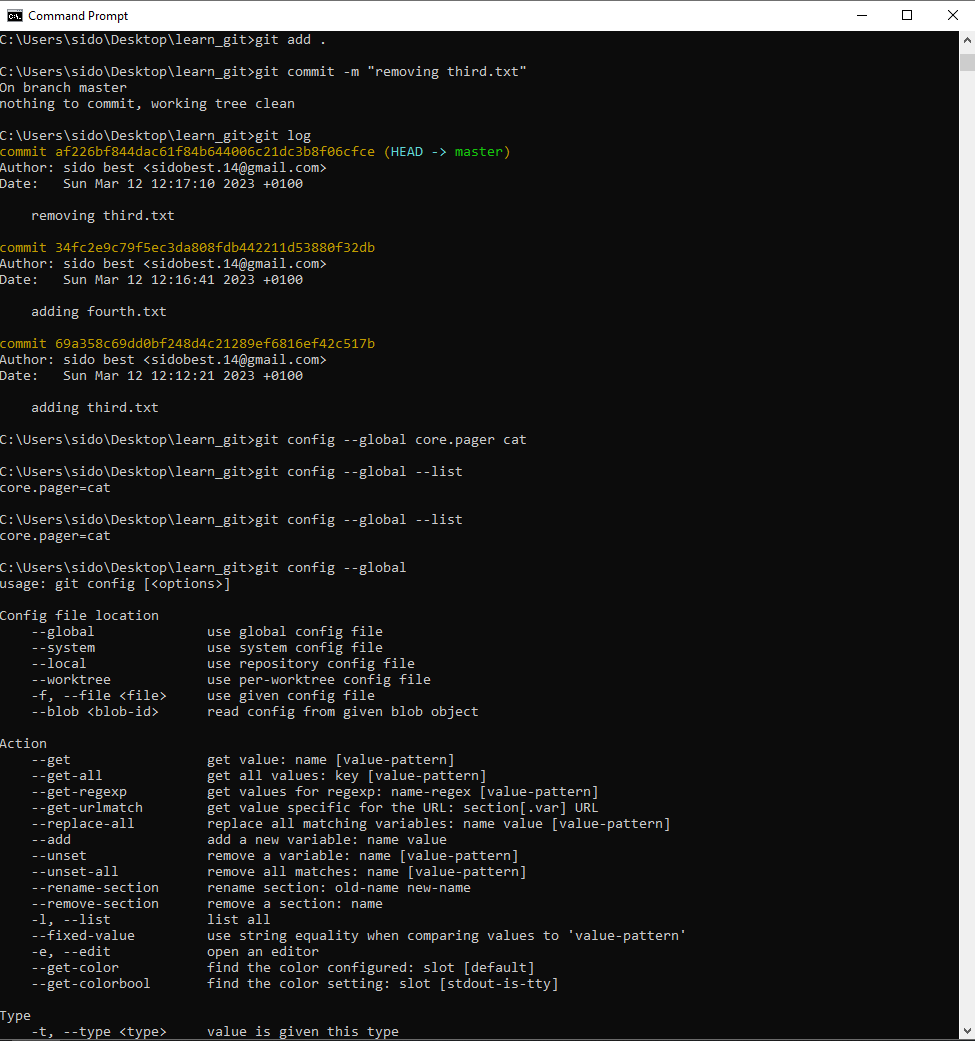 Command Prompt
C:\Users\sido\Desktop\learn_git>git add .
C:\Users\sido\Desktop\learn_git>git commit -m "removing third.txt"
On branch master
nothing to commit, working tree clean
C:\Users\sido\Desktop\learn_git>git log
commit af226bf844dac61f84b644006c21dc3b8f06cfce (HEAD -> master)
Author: sido best <sidobest.14@gmail.com>
Date:   Sun Mar 12 12:17:10 2023 +0100
    removing third.txt
commit 34fc2e9c79f5ec3da808fdb442211d53880f32db
Author: sido best <sidobest.14@gmail.com>
Date:   Sun Mar 12 12:16:41 2023 +0100
    adding fourth.txt
commit 69a358c69dd0bf248d4c21289ef6816ef42c517b
Author: sido best <sidobest.14@gmail.com>
Date:   Sun Mar 12 12:12:21 2023 +0100
    adding third.txt
C:\Users\sido\Desktop\learn_git>git config --global core.pager cat
C:\Users\sido\Desktop\learn_git>git config --global --list
core.pager=cat
C:\Users\sido\Desktop\learn_git>git config --global --list
core.pager=cat
C:\Users\sido\Desktop\learn_git>git config --global
usage: git config [<options>]
Config file location
    --global              use global config file
    --system              use system config file
    --local               use repository config file
    --worktree            use per-worktree config file
    -f, --file <file>     use given config file
    --blob <blob-id>      read config from given blob object
Action
    --get                 get value: name [value-pattern]
    --get-all             get all values: key [value-pattern]
    --get-regexp          get values for regexp: name-regex [value-pattern]
    --get-urlmatch        get value specific for the URL: section[.var] URL
    --replace-all         replace all matching variables: name value [value-pattern]
    --add                 add a new variable: name value
    --unset               remove a variable: name [value-pattern]
    --unset-all           remove all matches: name [value-pattern]
    --rename-section      rename section: old-name new-name
    --remove-section      remove a section: name
    -l, --list            list all
    --fixed-value         use string equality when comparing values to 'value-pattern'
    -e, --edit            open an editor
    --get-color           find the color configured: slot [default]
    --get-colorbool       find the color setting: slot [stdout-is-tty]
Type
    -t, --type <type>     value is given this type